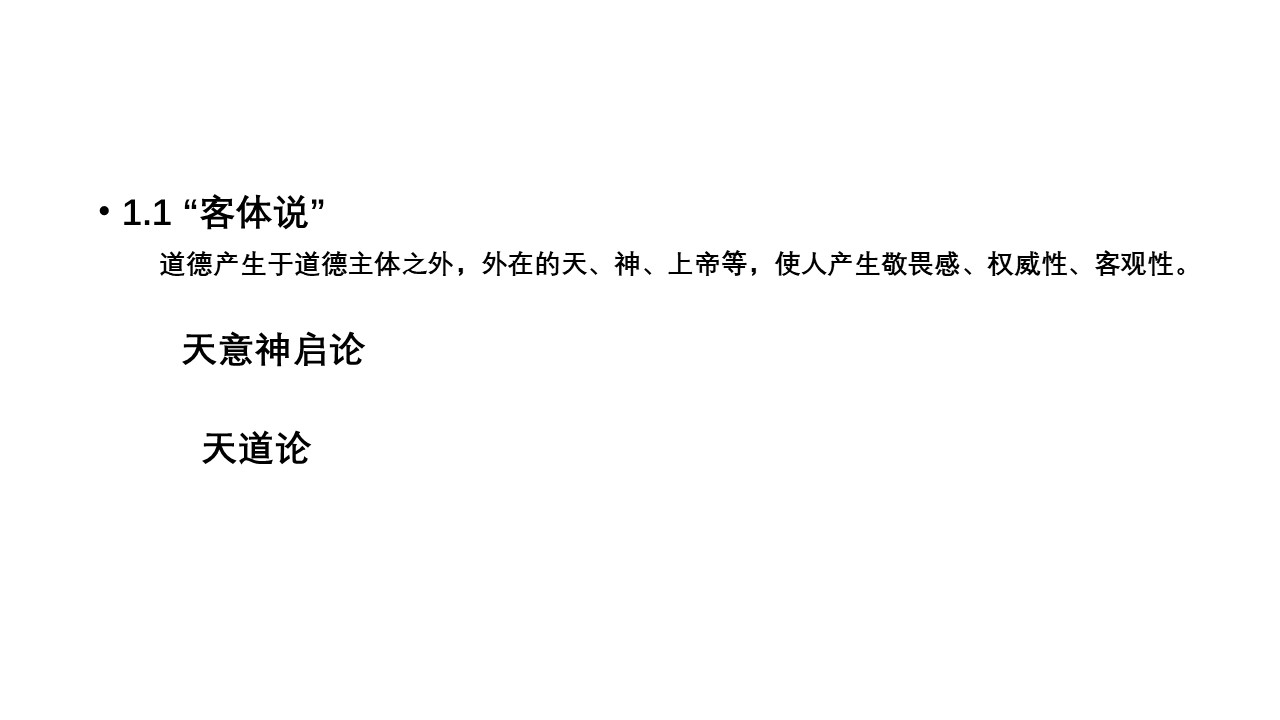 • 1.1 “客体说”
道德产生于道德主体之外，外在的天、神、上帝等，使人产生敬畏感、权威性、客观性。
天意神启论
天道论